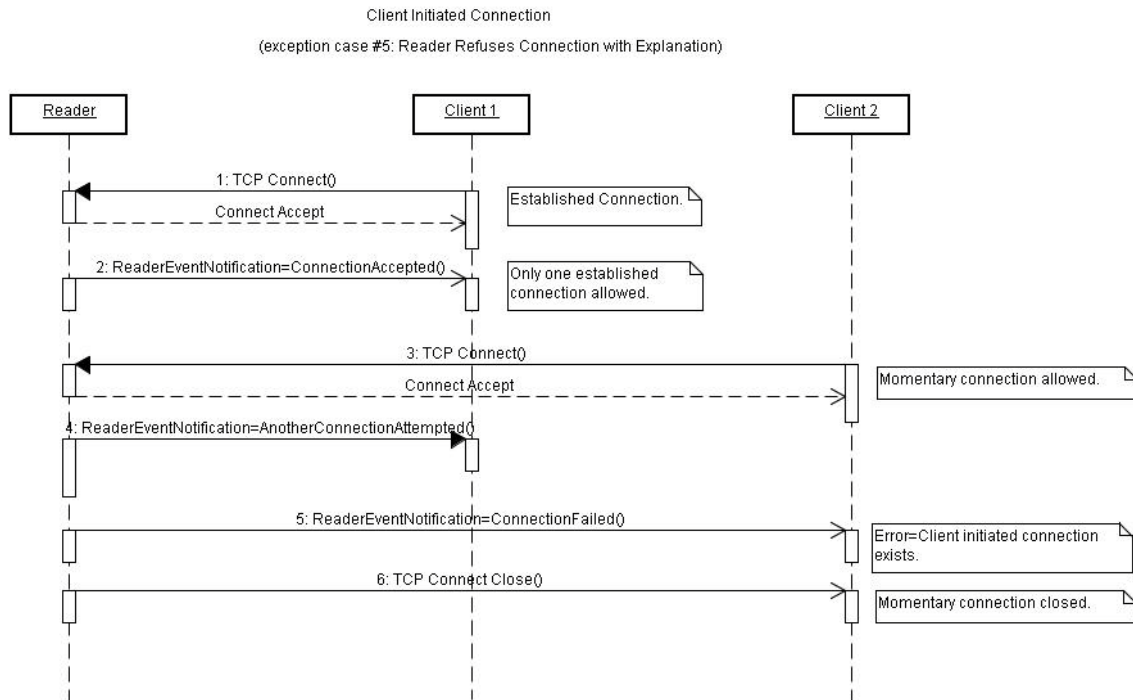 Client Initiated Connection
(exception case #5: Reader Refuses Connection with Explanation)
Reader
Client 1
Client 2
1: TCP Connect()
Established Connection.
Connect Accept
2: ReaderEventNotification=ConnectionAccepted()
Only one established
connection allowed.
3: TCP Connect()
Connect Accept
Momentary connection allowed.
4: ReaderEventNotification=AnotherConnectionAttempted()
5: ReaderEventNotification=ConnectionFailed()
Error=Client initiated connection
exists.
6: TCP Connect Close()
Momentary connection closed.